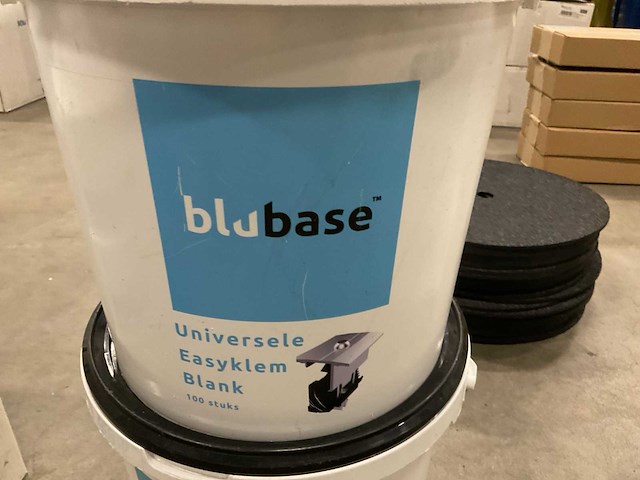 blubase™
Universele
Easyklem
Blank
100 stuks